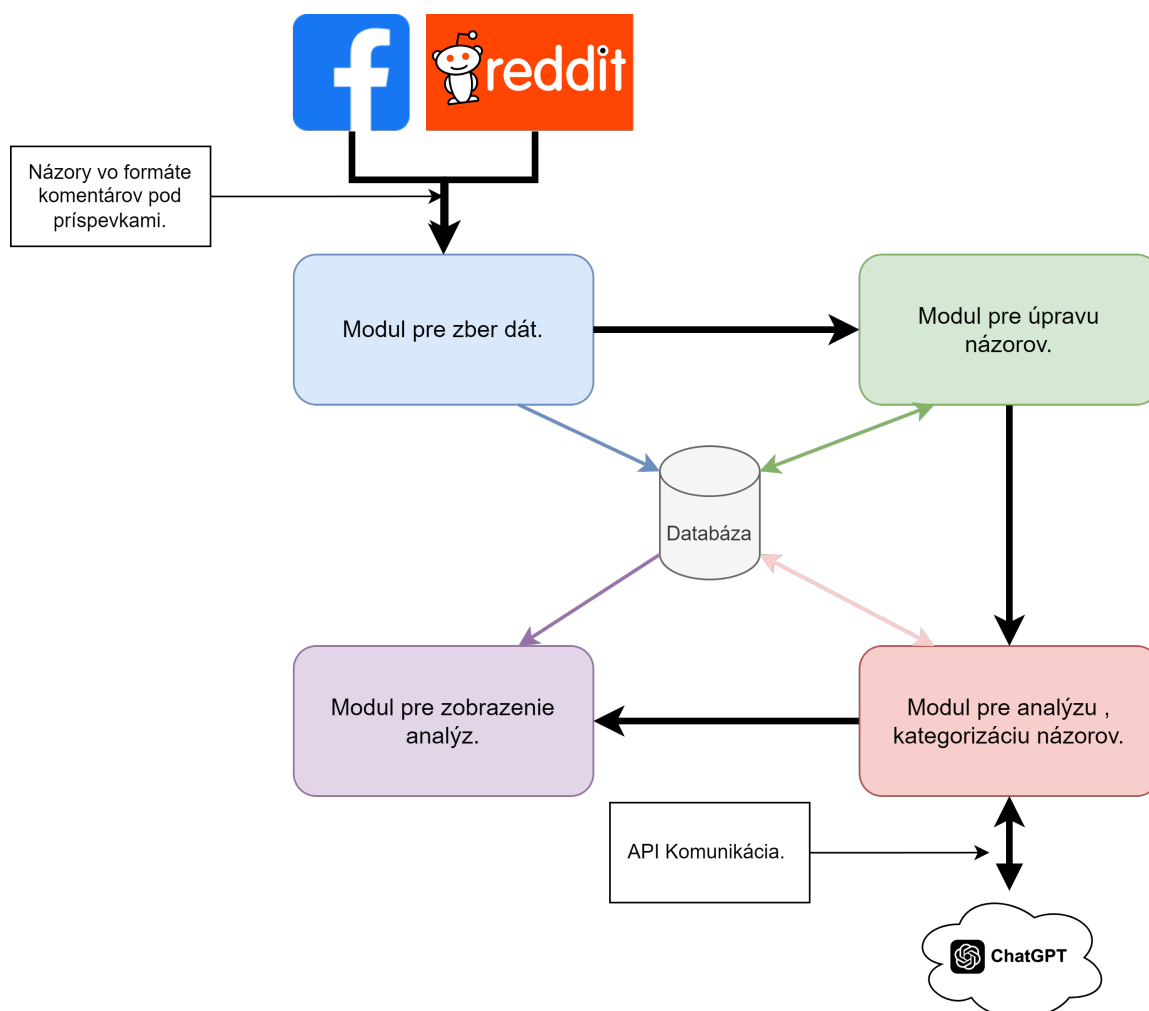 reddit
Názory vo formáte
komentárov pod
príspevkami.
Modul pre zber dát.
Modul pre úpravu
názorov.
Databáza
Modul pre zobrazenie
analýz.
Modul pre analýzu ,
kategorizáciu názorov.
API Komunikácia.
ChatGPT